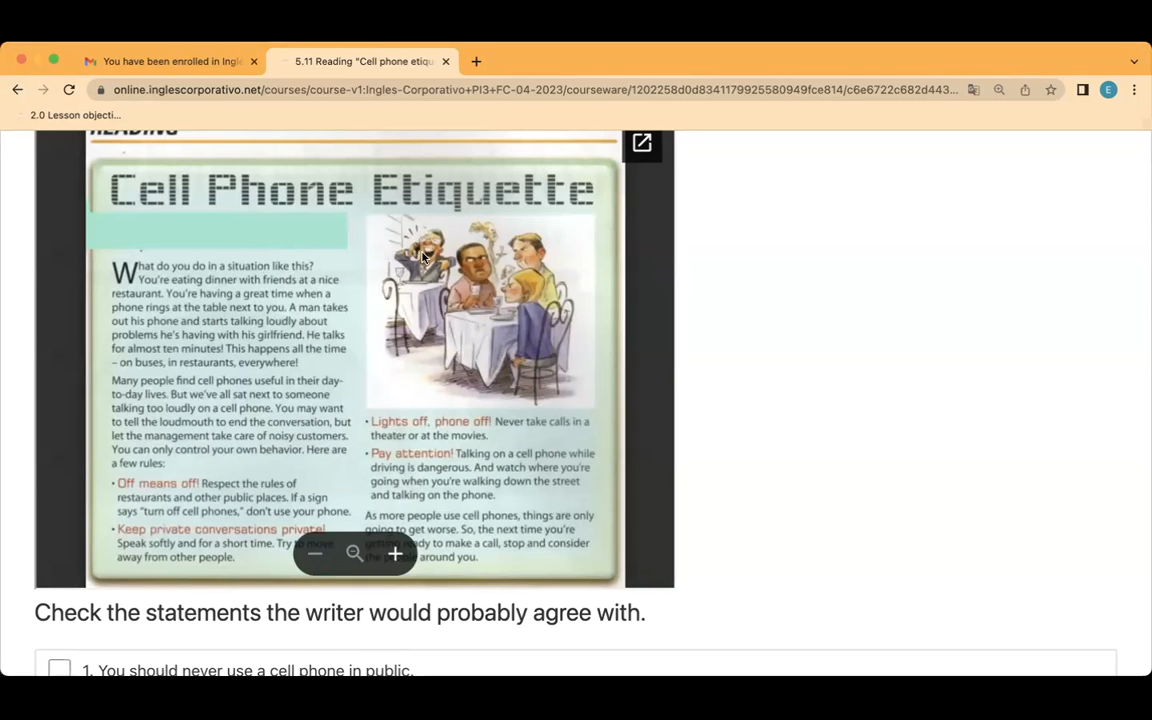 You have been enrolled in Ingle
5.11 Reading "Cell phone etiqu
online.inglescorporativo.net/courses/course-v1:Ingles-Corporativo+PI3+FC-04-2023/courseware/1202258d0d8341179925580949fce814/c6e6722c682d443...
E
2.0 Lesson objecti...
READING
Cell Phone Etiquette
What do you do in a situation like this?
You're eating dinner with friends at a nice
restaurant. You're having a great time when a
phone rings at the table next to you. A man takes
out his phone and starts talking loudly about
problems he's having with his girlfriend. He talks
for almost ten minutes! This happens all the time
– on buses, in restaurants, everywhere!
Many people find cell phones useful in their day-
to-day lives. But we've all sat next to someone
talking too loudly on a cell phone. You may want
to tell the loudmouth to end the conversation, but
let the management take care of noisy customers.
You can only control your own behavior. Here are
a few rules:
• Off means off! Respect the rules of
restaurants and other public places. If a sign
says "turn off cell phones," don't use your phone.
• Keep private conversations private!
Speak softly and for a short time. Try to move
away from other people.
• Lights off, phone off! Never take calls in a
theater or at the movies.
• Pay attention! Talking on a cell phone while
driving is dangerous. And watch where you're
going when you're walking down the street
and talking on the phone.
As more people use cell phones, things are only
going to get worse. So, the next time you're
getting ready to make a call, stop and consider
the people around you.
Check the statements the writer would probably agree with.
1. You should never use a cell phone in public.